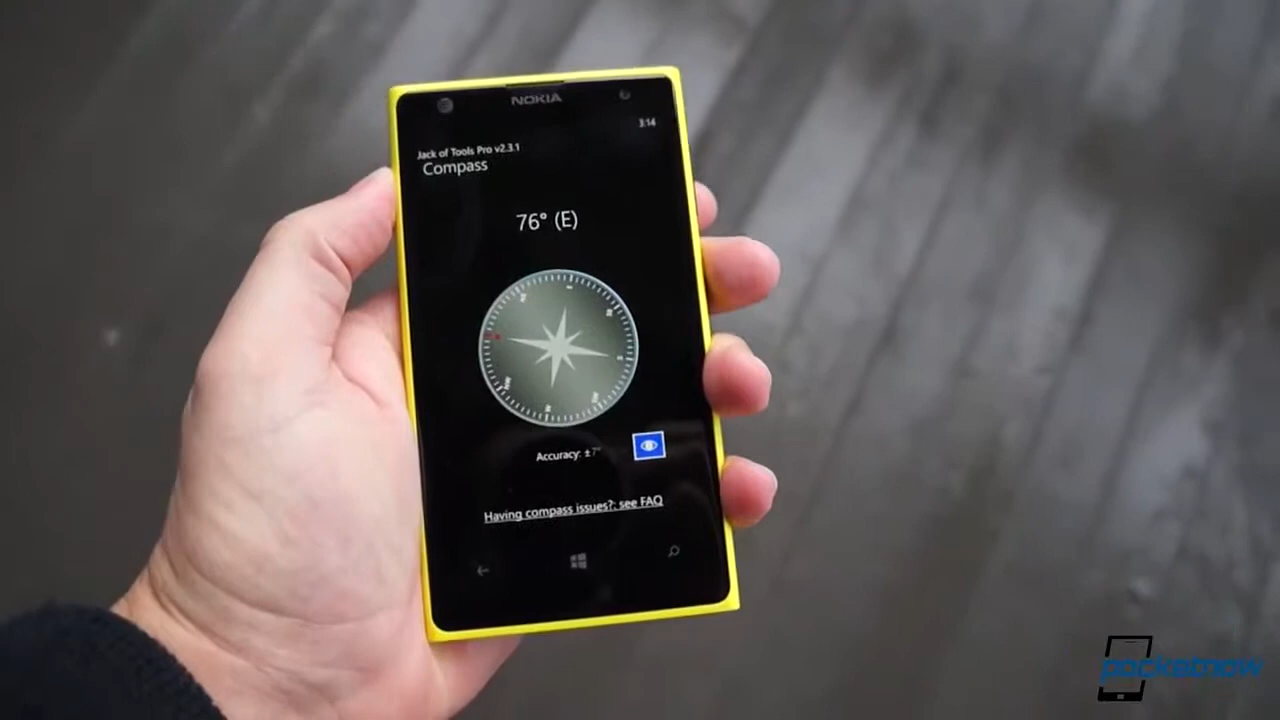 NOKIA
3:14
Jack of Tools Pro v2.3.1
Compass
76° (E)
Accuracy: ±7°
Having compass issues?: see FAQ
pocketnow